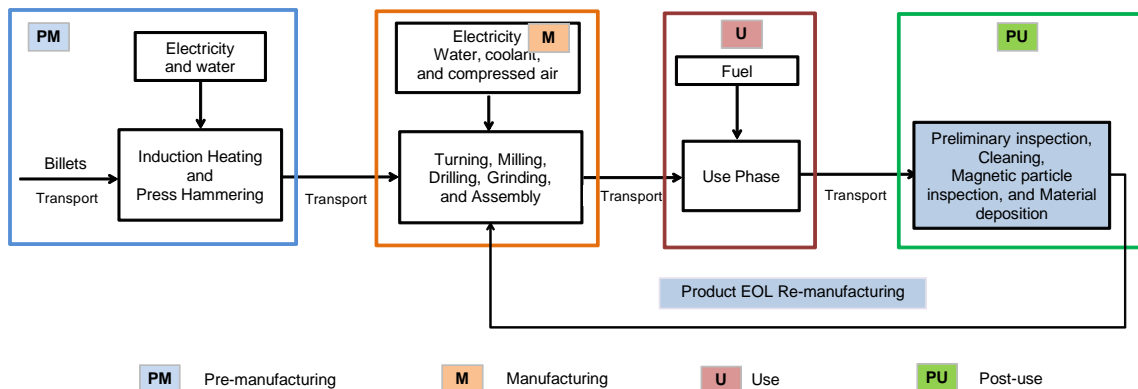 PM
M
U
PU
Electricity
and water
Electricity
Water, coolant,
and compressed air
Fuel
Billets
Transport
Induction Heating
and
Press Hammering
Transport
Turning, Milling,
Drilling, Grinding,
and Assembly
Transport
Use Phase
Transport
Preliminary inspection,
Cleaning,
Magnetic particle
inspection, and Material
deposition
Product EOL Re-manufacturing
PM Pre-manufacturing
M Manufacturing
U Use
PU Post-use